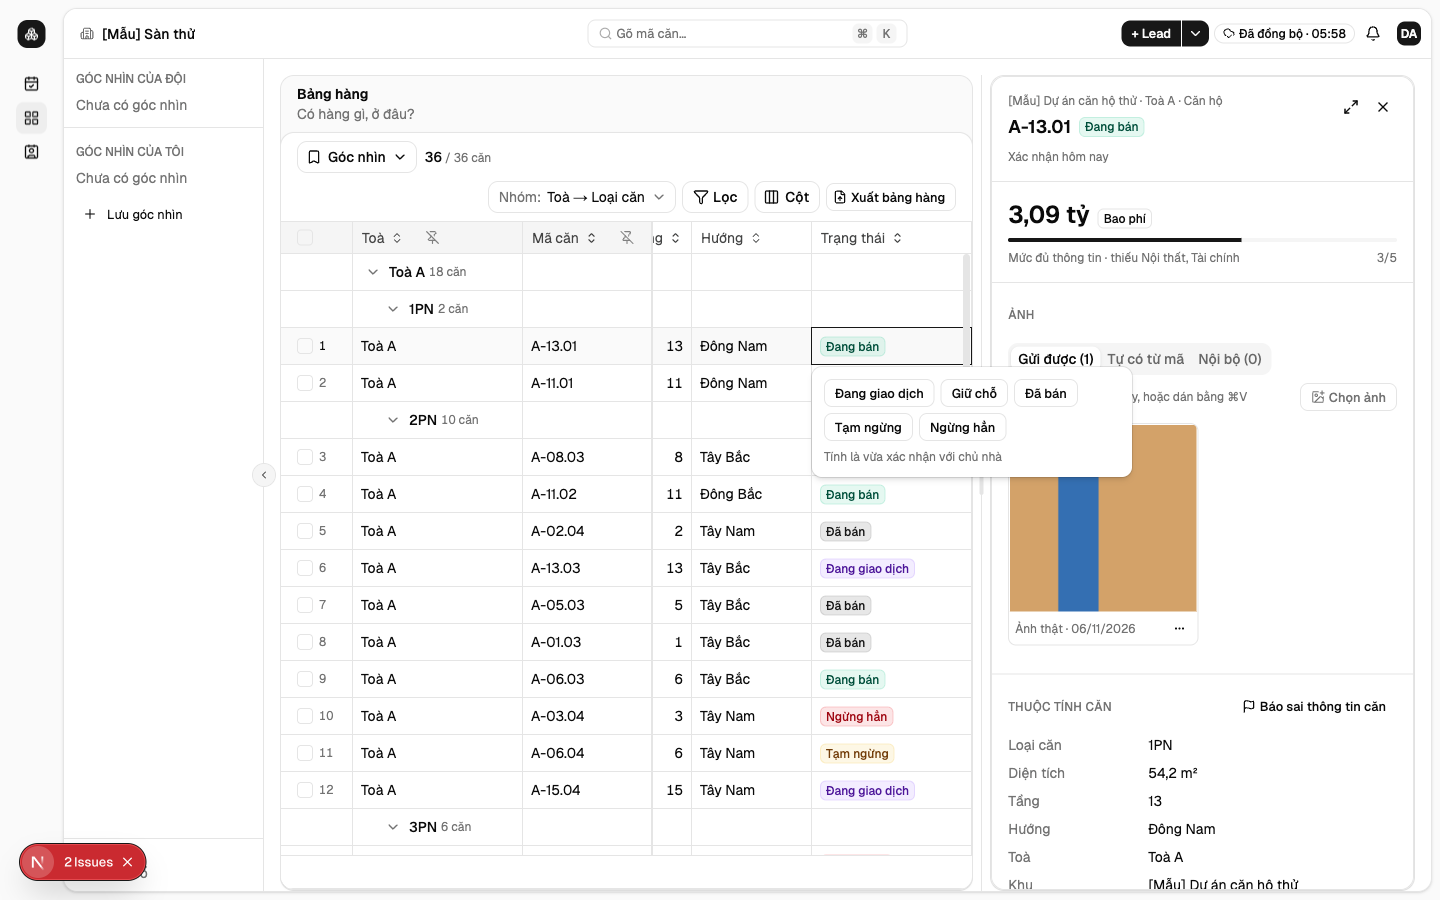 [Mẫu] Sàn thử
Gõ mã căn...
⌘ K
+ Lead
Đã đồng bộ · 05:58
DA
GÓC NHÌN CỦA ĐỘI
Chưa có góc nhìn
GÓC NHÌN CỦA TÔI
Chưa có góc nhìn
Lưu góc nhìn
Bảng hàng
Có hàng gì, ở đâu?
Góc nhìn
36 / 36 căn
Nhóm: Toà → Loại căn
Lọc
Cột
Xuất bảng hàng
Toà Mã căn Hướng Trạng thái
Toà A 18 căn
1PN 2 căn
1 Toà A A-13.01 13 Đông Nam Đang bán
2 Toà A A-11.01 11 Đông Nam
2PN 10 căn
3 Toà A A-08.03 8 Tây Bắc
4 Toà A A-11.02 11 Đông Bắc Đang bán
5 Toà A A-02.04 2 Tây Nam Đã bán
6 Toà A A-13.03 13 Tây Bắc Đang giao dịch
7 Toà A A-05.03 5 Tây Bắc Đã bán
8 Toà A A-01.03 1 Tây Bắc Đã bán
9 Toà A A-06.03 6 Tây Bắc Đang bán
10 Toà A A-03.04 3 Tây Nam Ngừng hẳn
11 Toà A A-06.04 6 Tây Nam Tạm ngừng
12 Toà A A-15.04 15 Tây Nam Đang giao dịch
3PN 6 căn
Đang giao dịch Giữ chỗ Đã bán
Tạm ngừng Ngừng hẳn
Tính là vừa xác nhận với chủ nhà
[Mẫu] Dự án căn hộ thử · Toà A · Căn hộ
A-13.01 Đang bán
Xác nhận hôm nay
3,09 tỷ Bao phí
Mức đủ thông tin · thiếu Nội thất, Tài chính 3/5
ẢNH
Gửi được (1) Tự có từ mã Nội bộ (0)
hoặc dán bằng ⌘V
Chọn ảnh
Ảnh thật · 06/11/2026
THUỘC TÍNH CĂN
Báo sai thông tin căn
Loại căn 1PN
Diện tích 54,2 m²
Tầng 13
Hướng Đông Nam
Toà Toà A
Khu [Mẫu] Dự án căn hộ thử
N 2 Issues